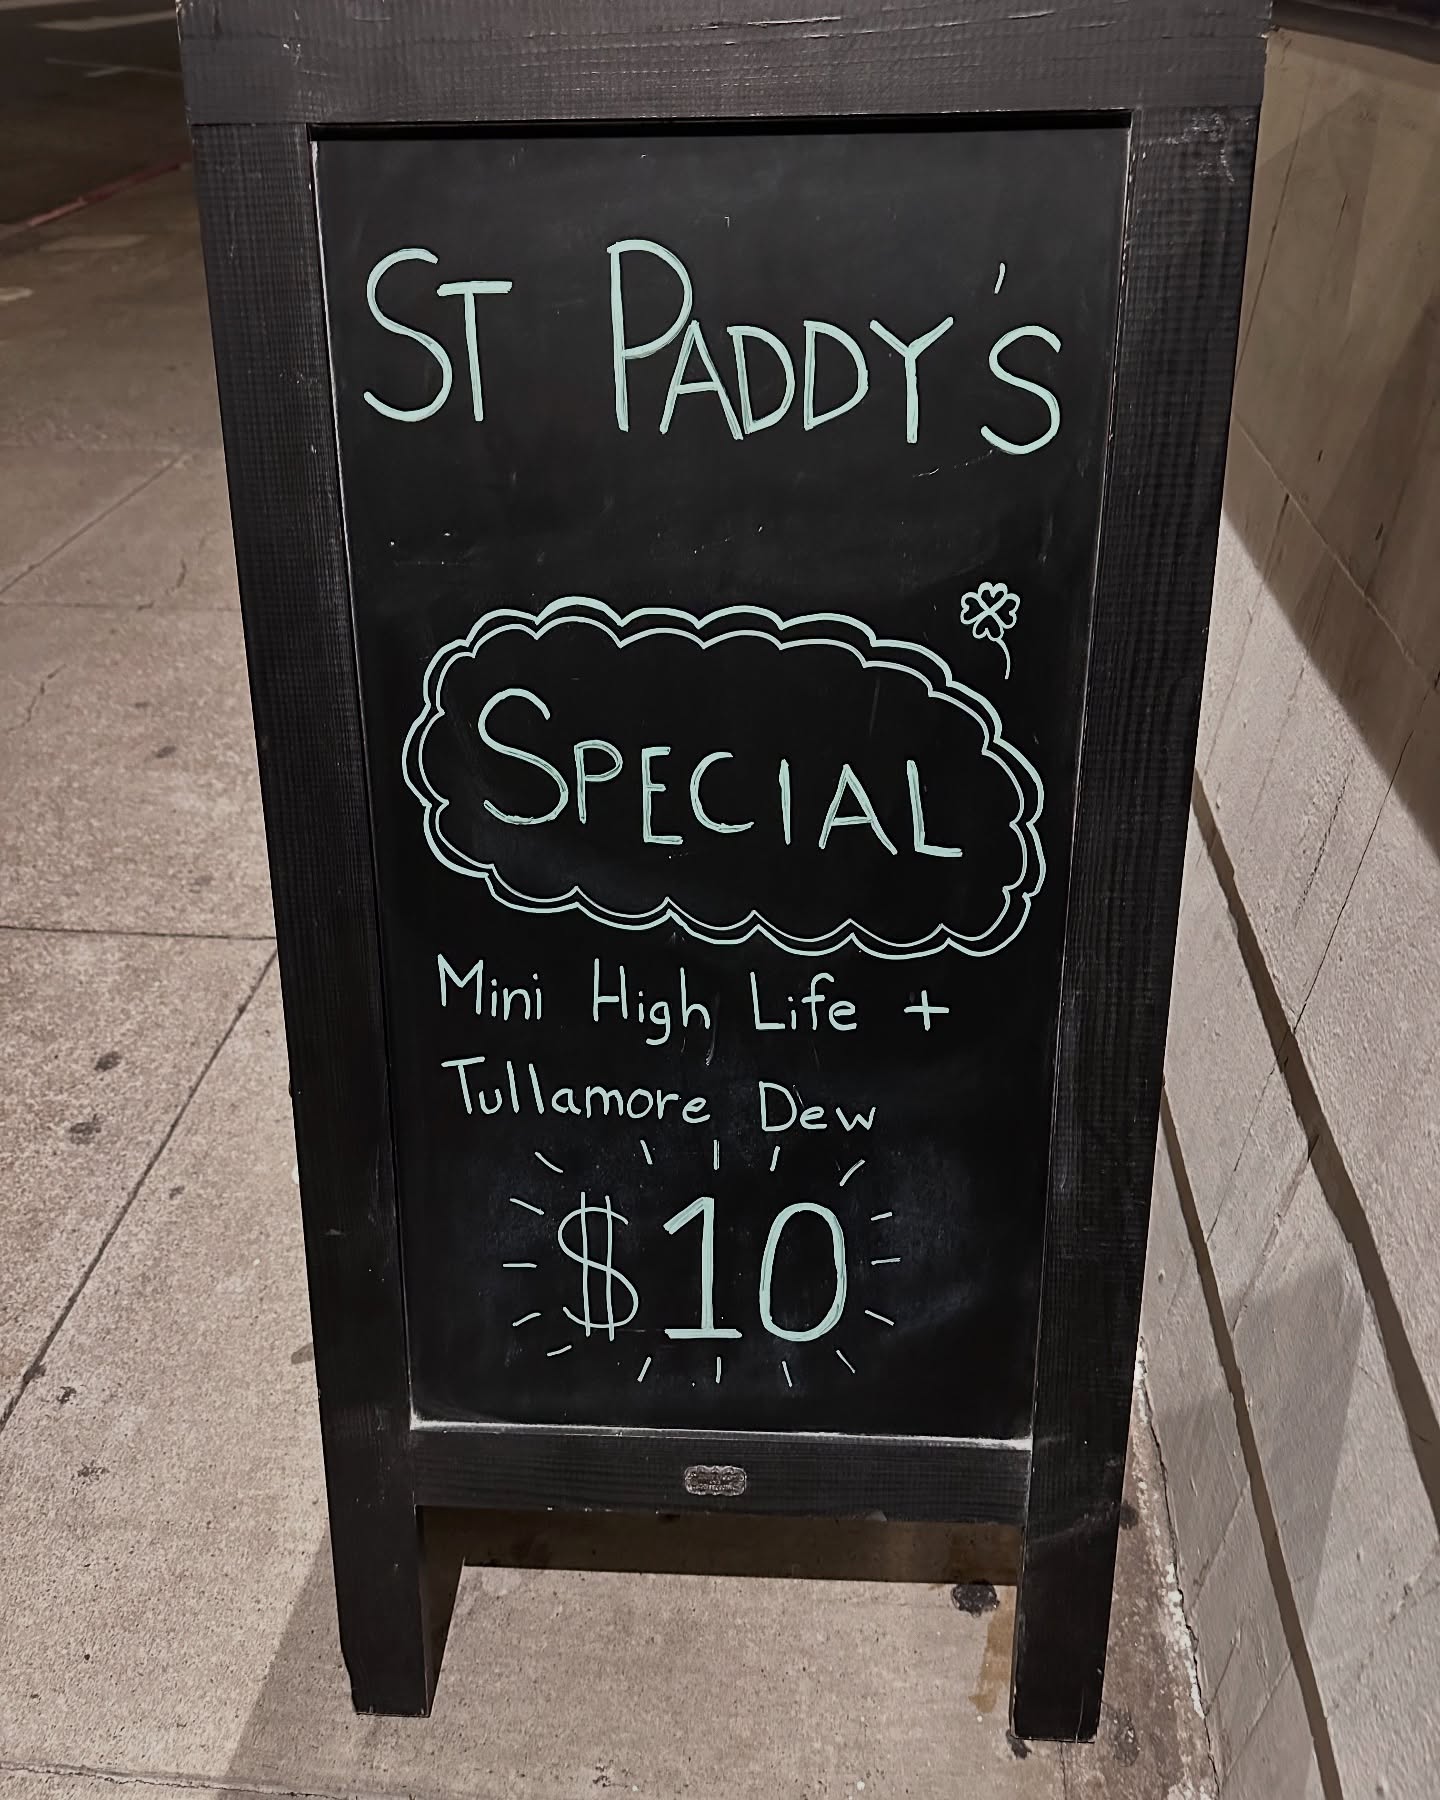 ST PADDY'S
SPECIAL
Mini High Life +
Tullamore Dew
$10